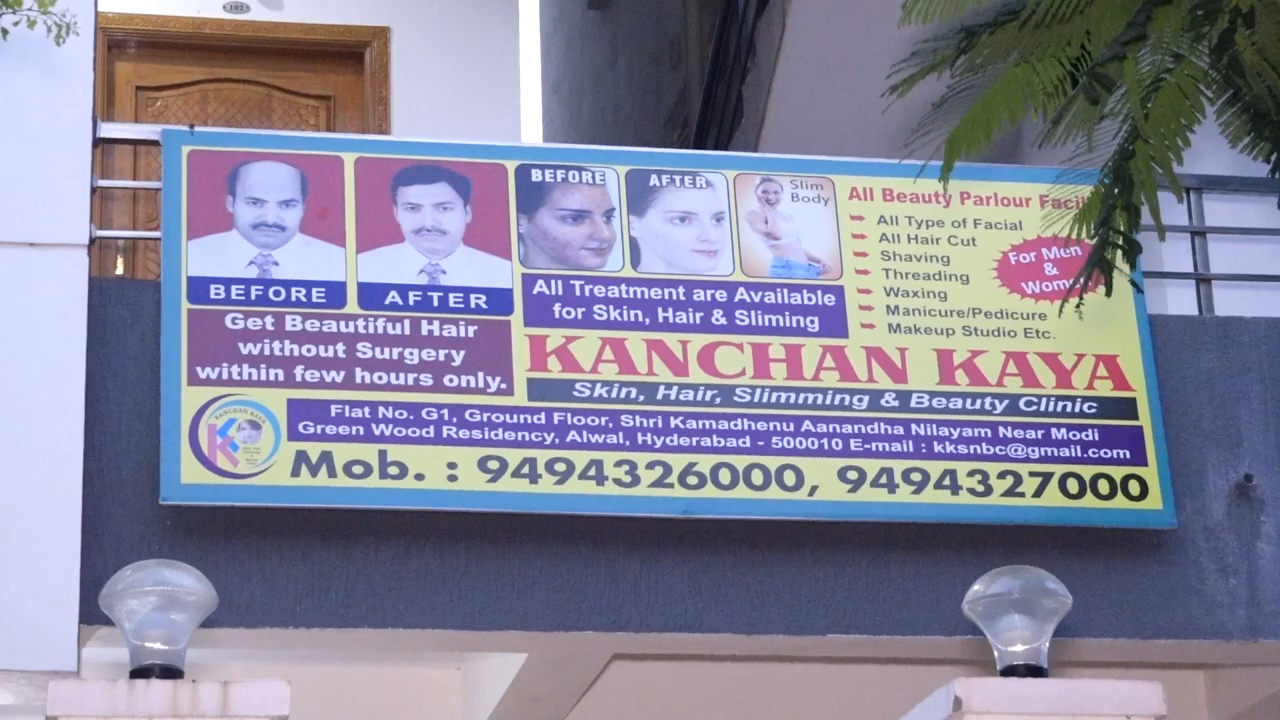 102
BEFORE
AFTER
Get Beautiful Hair
without Surgery
within few hours only.
BEFORE
AFTER
Slim
Body
All Treatment are Available
for Skin, Hair & Sliming
All Beauty Parlour
All Type of Facial
All Hair Cut
Shaving
Threading
Waxing
Manicure/Pedicure
Makeup Studio Etc.
For Men
&
KANCHAN KAYA
Skin, Hair, Slimming & Beauty Clinic
KANCHAN KAYA
Flat No. G1, Ground Floor, Shri Kamadhenu Aanandha Nilayam Near Modi
Green Wood Residency, Alwal, Hyderabad - 500010 E-mail : kksnbc@gmail.com
Mob. : 9494326000, 9494327000